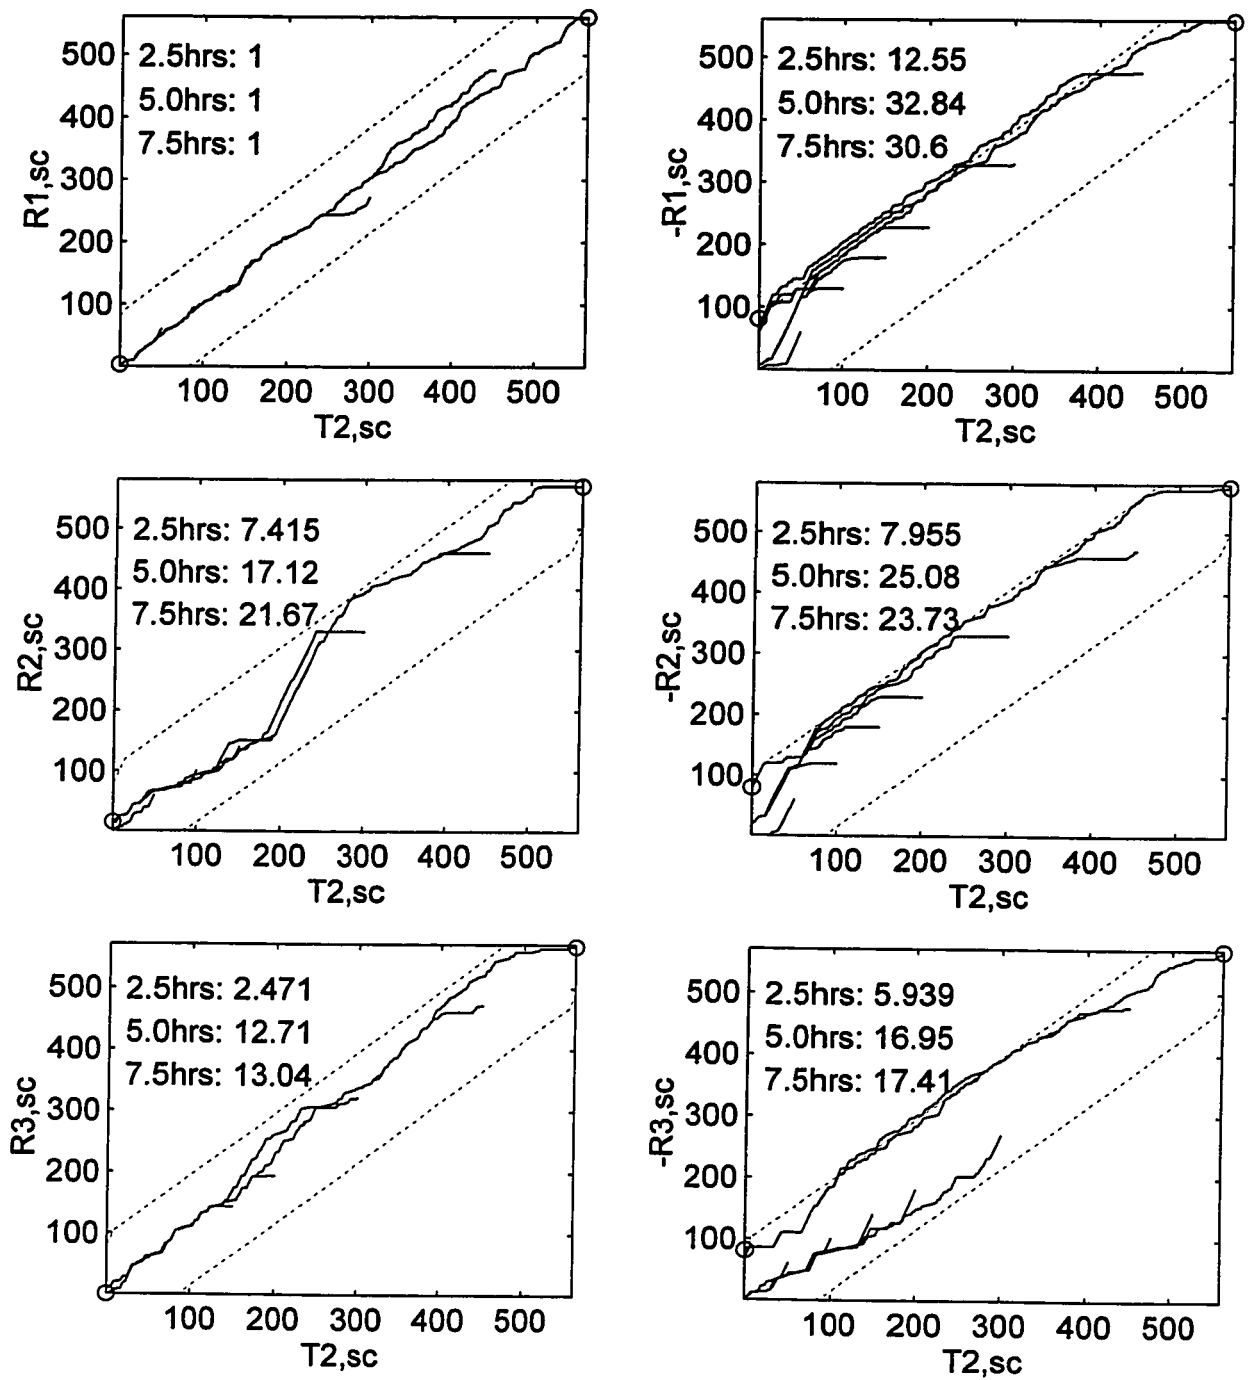 2.5hrs: 1
5.0hrs: 1
7.5hrs: 1
500
400
300
200
100
R1,sc
100 200 300 400 500
T2,sc
2.5hrs: 12.55
5.0hrs: 32.84
7.5hrs: 30.6
500
400
300
200
100
-R1,sc
100 200 300 400 500
T2,sc
2.5hrs: 7.415
5.0hrs: 17.12
7.5hrs: 21.67
500
400
300
200
100
R2,sc
100 200 300 400 500
T2,sc
2.5hrs: 7.955
5.0hrs: 25.08
7.5hrs: 23.73
500
400
300
200
100
-R2,sc
100 200 300 400 500
T2,sc
2.5hrs: 2.471
5.0hrs: 12.71
7.5hrs: 13.04
500
400
300
200
100
R3,sc
100 200 300 400 500
T2,sc
2.5hrs: 5.939
5.0hrs: 16.95
7.5hrs: 17.41
500
400
300
200
100
-R3,sc
100 200 300 400 500
T2,sc